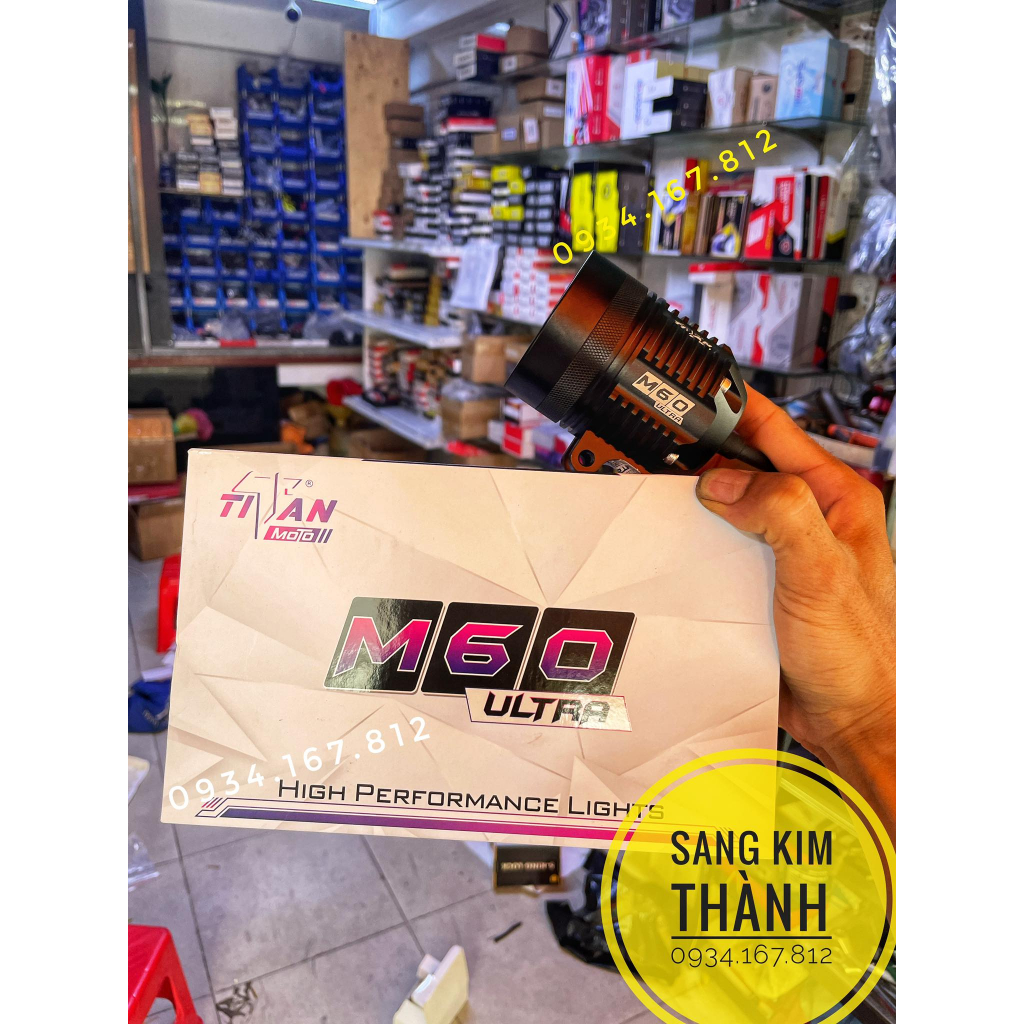 0934.167.812
M60
ULTRA
TITAN®
MOTO
M60
ULTRA
0934.167.812
HIGH PERFORMANCE LIGHTS
SANG KIM
THÀNH
0934.167.812